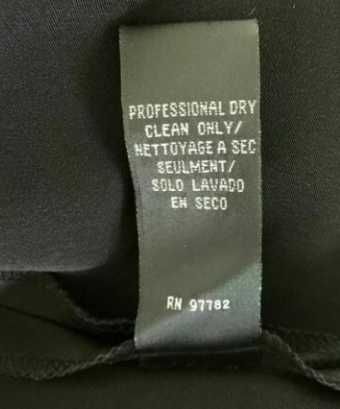 PROFESSIONAL DRY
CLEAN ONLY/
NETTOYAGE A SEC
SEULMENT/
SOLO LAVADO
EN SECO
RN 97782